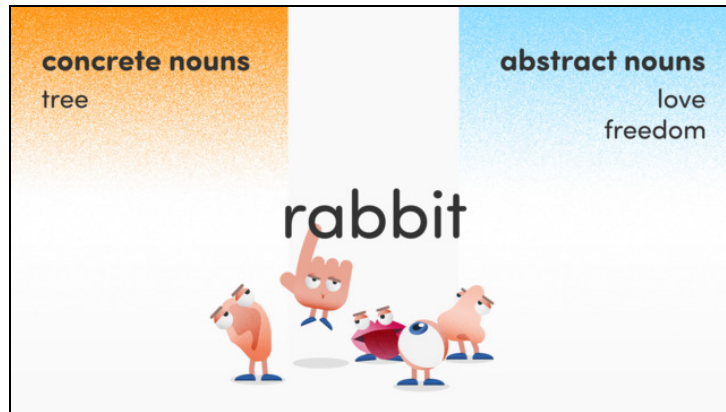 concrete nouns
tree
abstract nouns
love
freedom
rabbit